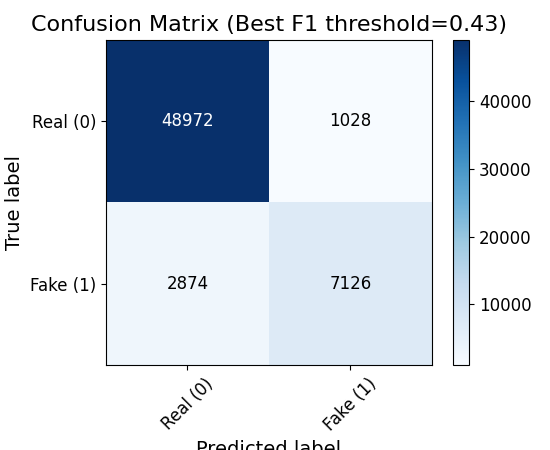 Confusion Matrix (Best F1 threshold=0.43)
True label
Real (0)
48972
1028
Fake (1)
2874
7126
Real (0)
Fake (1)
Predicted label
40000
30000
20000
10000